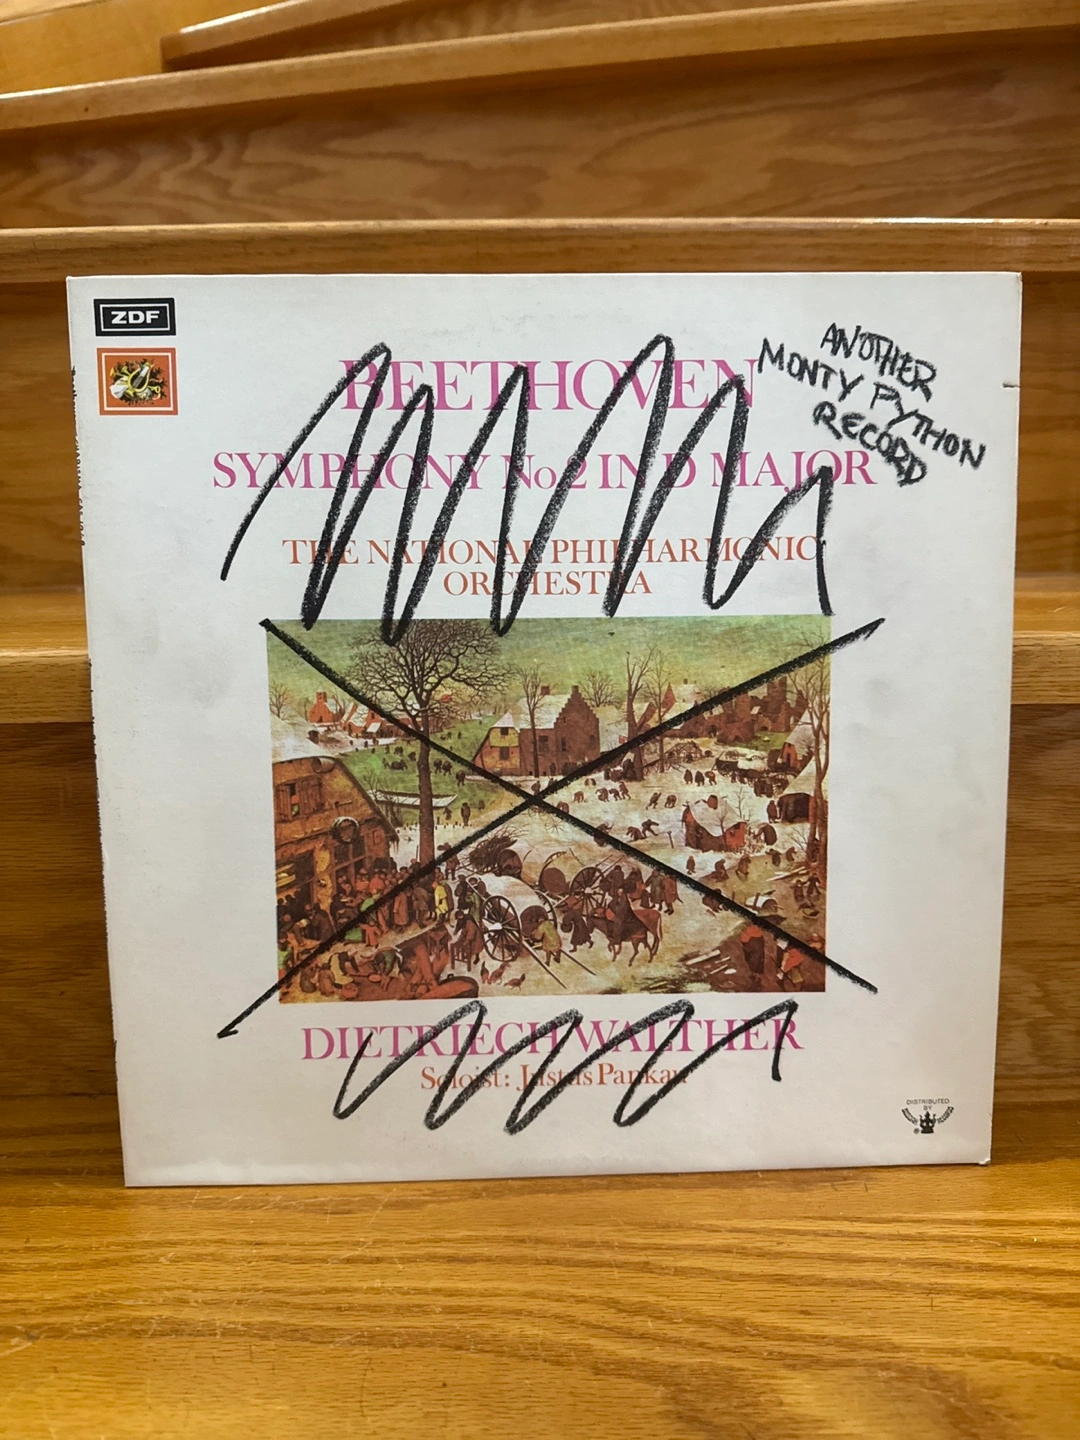 ZDF
BEETHOVEN
SYMPHONY No.2 IN D MAJOR
THE NATIONAL PHILHARMONIC
ORCHESTRA
ANOTHER
MONTY PYTHON
RECORD
DIETRIECH WALTHER
Soloist: Justus Pankau
DISTRIBUTED
BY